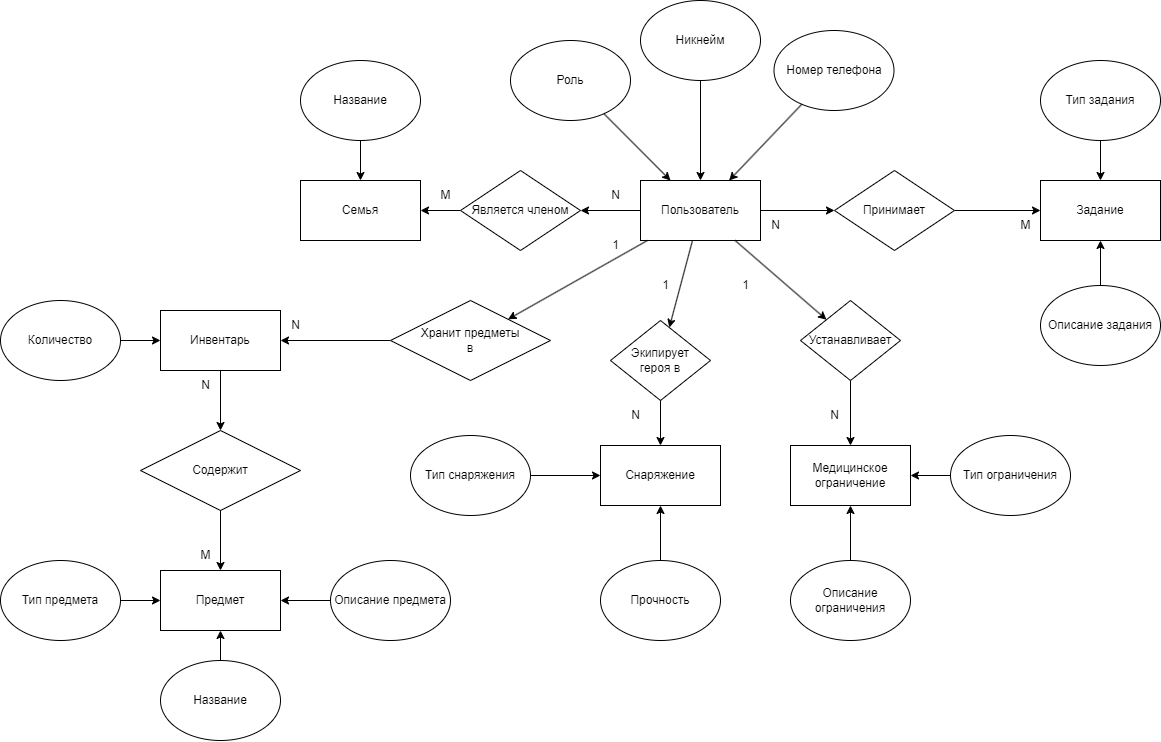 Никнейм
Роль
Номер телефона
Название
Тип задания
M
N
Семья
Является членом
Пользователь
Принимает
Задание
N
M
1
1
1
N
Количество
Инвентарь
Хранит предметы
в
Экипирует
героя в
Устанавливает
Описание задания
N
N
N
Содержит
Тип снаряжения
Снаряжение
Медицинское
ограничение
Тип ограничения
M
Тип предмета
Предмет
Описание предмета
Прочность
Описание
ограничения
Название